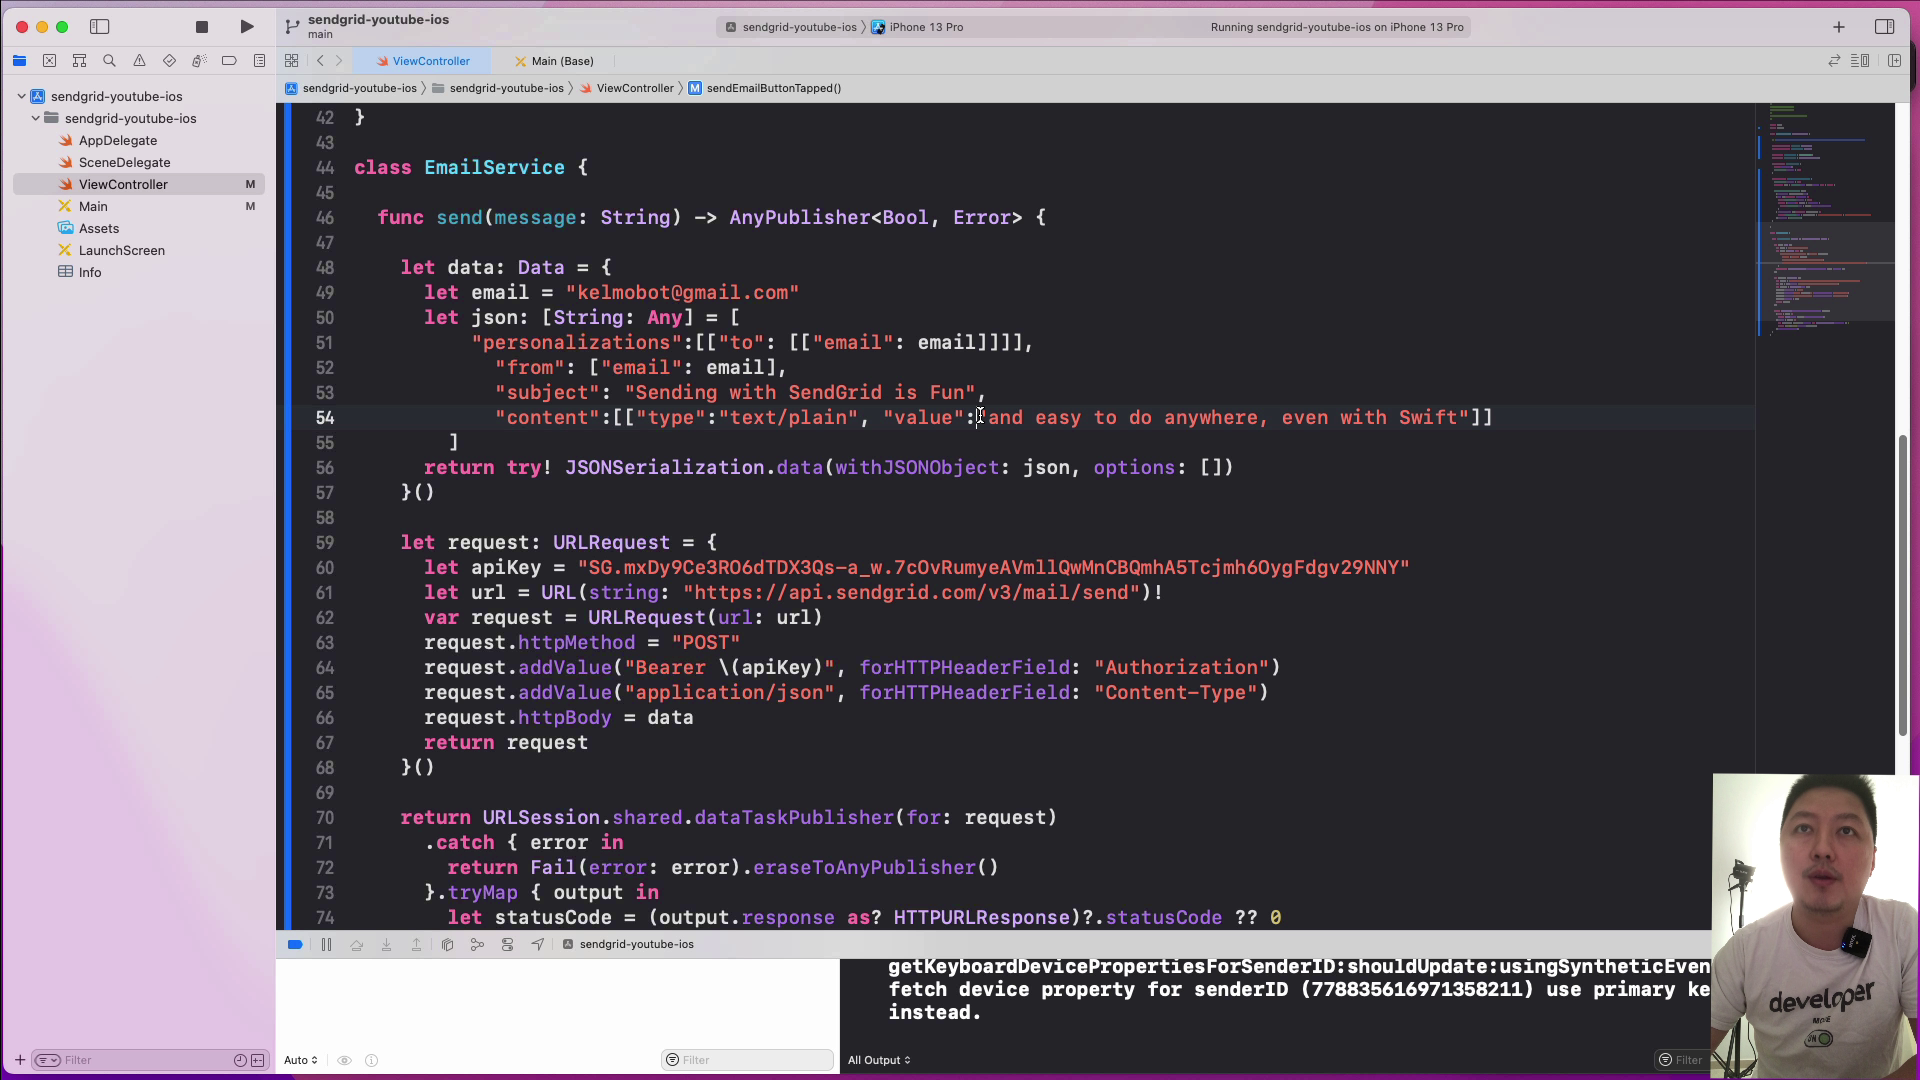 sendgrid-youtube-ios
main
sendgrid-youtube-ios
iPhone 13 Pro
Running sendgrid-youtube-ios on iPhone 13 Pro
ViewController
Main (Base)
sendgrid-youtube-ios
sendgrid-youtube-ios
ViewController
M
sendEmailButtonTapped()
sendgrid-youtube-ios
sendgrid-youtube-ios
AppDelegate
SceneDelegate
ViewController M
Main M
Assets
LaunchScreen
Info
42 }
43
44 class EmailService {
45
46 func send(message: String) -> AnyPublisher<Bool, Error> {
47
48 let data: Data = {
49 let email = "kelmobot@gmail.com"
50 let json: [String: Any] = [
51 "personalizations":[["to": [["email": email]]]],
52 "from": ["email": email],
53 "subject": "Sending with SendGrid is Fun",
54 "content":[["type":"text/plain", "value":"and easy to do anywhere, even with Swift"]]
55 ]
56 return try! JSONSerialization.data(withJSONObject: json, options: [])
57 }()
58
59 let request: URLRequest = {
60 let apiKey = "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"
61 let url = URL(string: "https://api.sendgrid.com/v3/mail/send")!
62 var request = URLRequest(url: url)
63 request.httpMethod = "POST"
64 request.addValue("Bearer \(apiKey)", forHTTPHeaderField: "Authorization")
65 request.addValue("application/json", forHTTPHeaderField: "Content-Type")
66 request.httpBody = data
67 return request
68 }()
69
70 return URLSession.shared.dataTaskPublisher(for: request)
71 .catch { error in
72 return Fail(error: error).eraseToAnyPublisher()
73 }.tryMap { output in
74 let statusCode = (output.response as? HTTPURLResponse)?.statusCode ?? 0
sendgrid-youtube-ios
getKeyboardDevicePropertiesForSenderID:shouldUpdate:usingSyntheticEven
fetch device property for senderID (778835616971358211) use primary ke
instead.
Filter
Auto
Filter
All Output
Filter
developer
MODE
ON